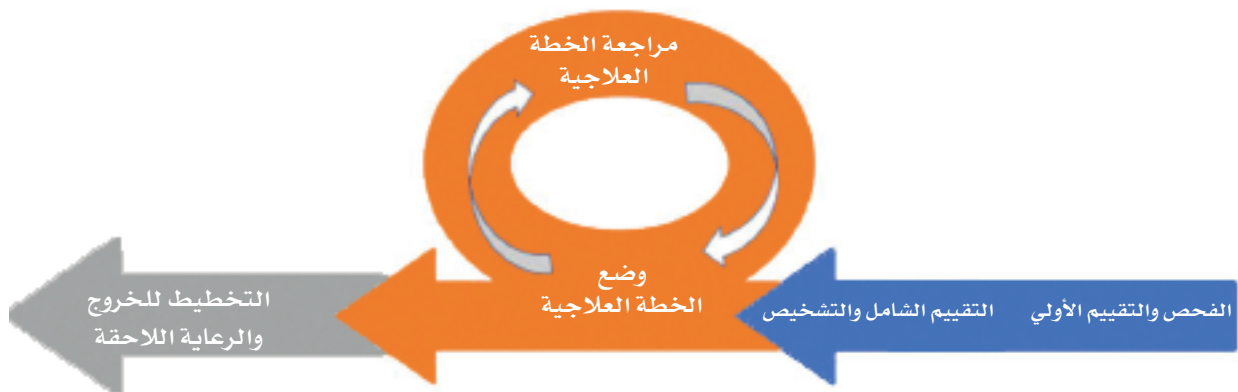 مراجعة الخطة
العلاجية
الفحص والتقييم الأولي
التقييم الشامل والتشخيص
وضع
الخطة العلاجية
التخطيط للخروج
والرعاية اللاحقة